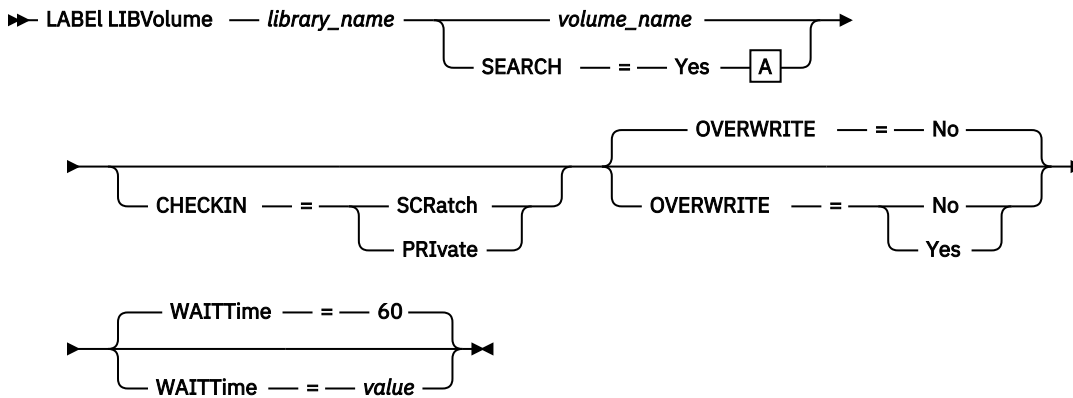 LABEl LIBVolume library_name volume_name
SEARCH = Yes A
OVERWRITE = No
CHECKIN = SCRatch
PRIvate
OVERWRITE = No
Yes
WAITTime = 60
WAITTime = value